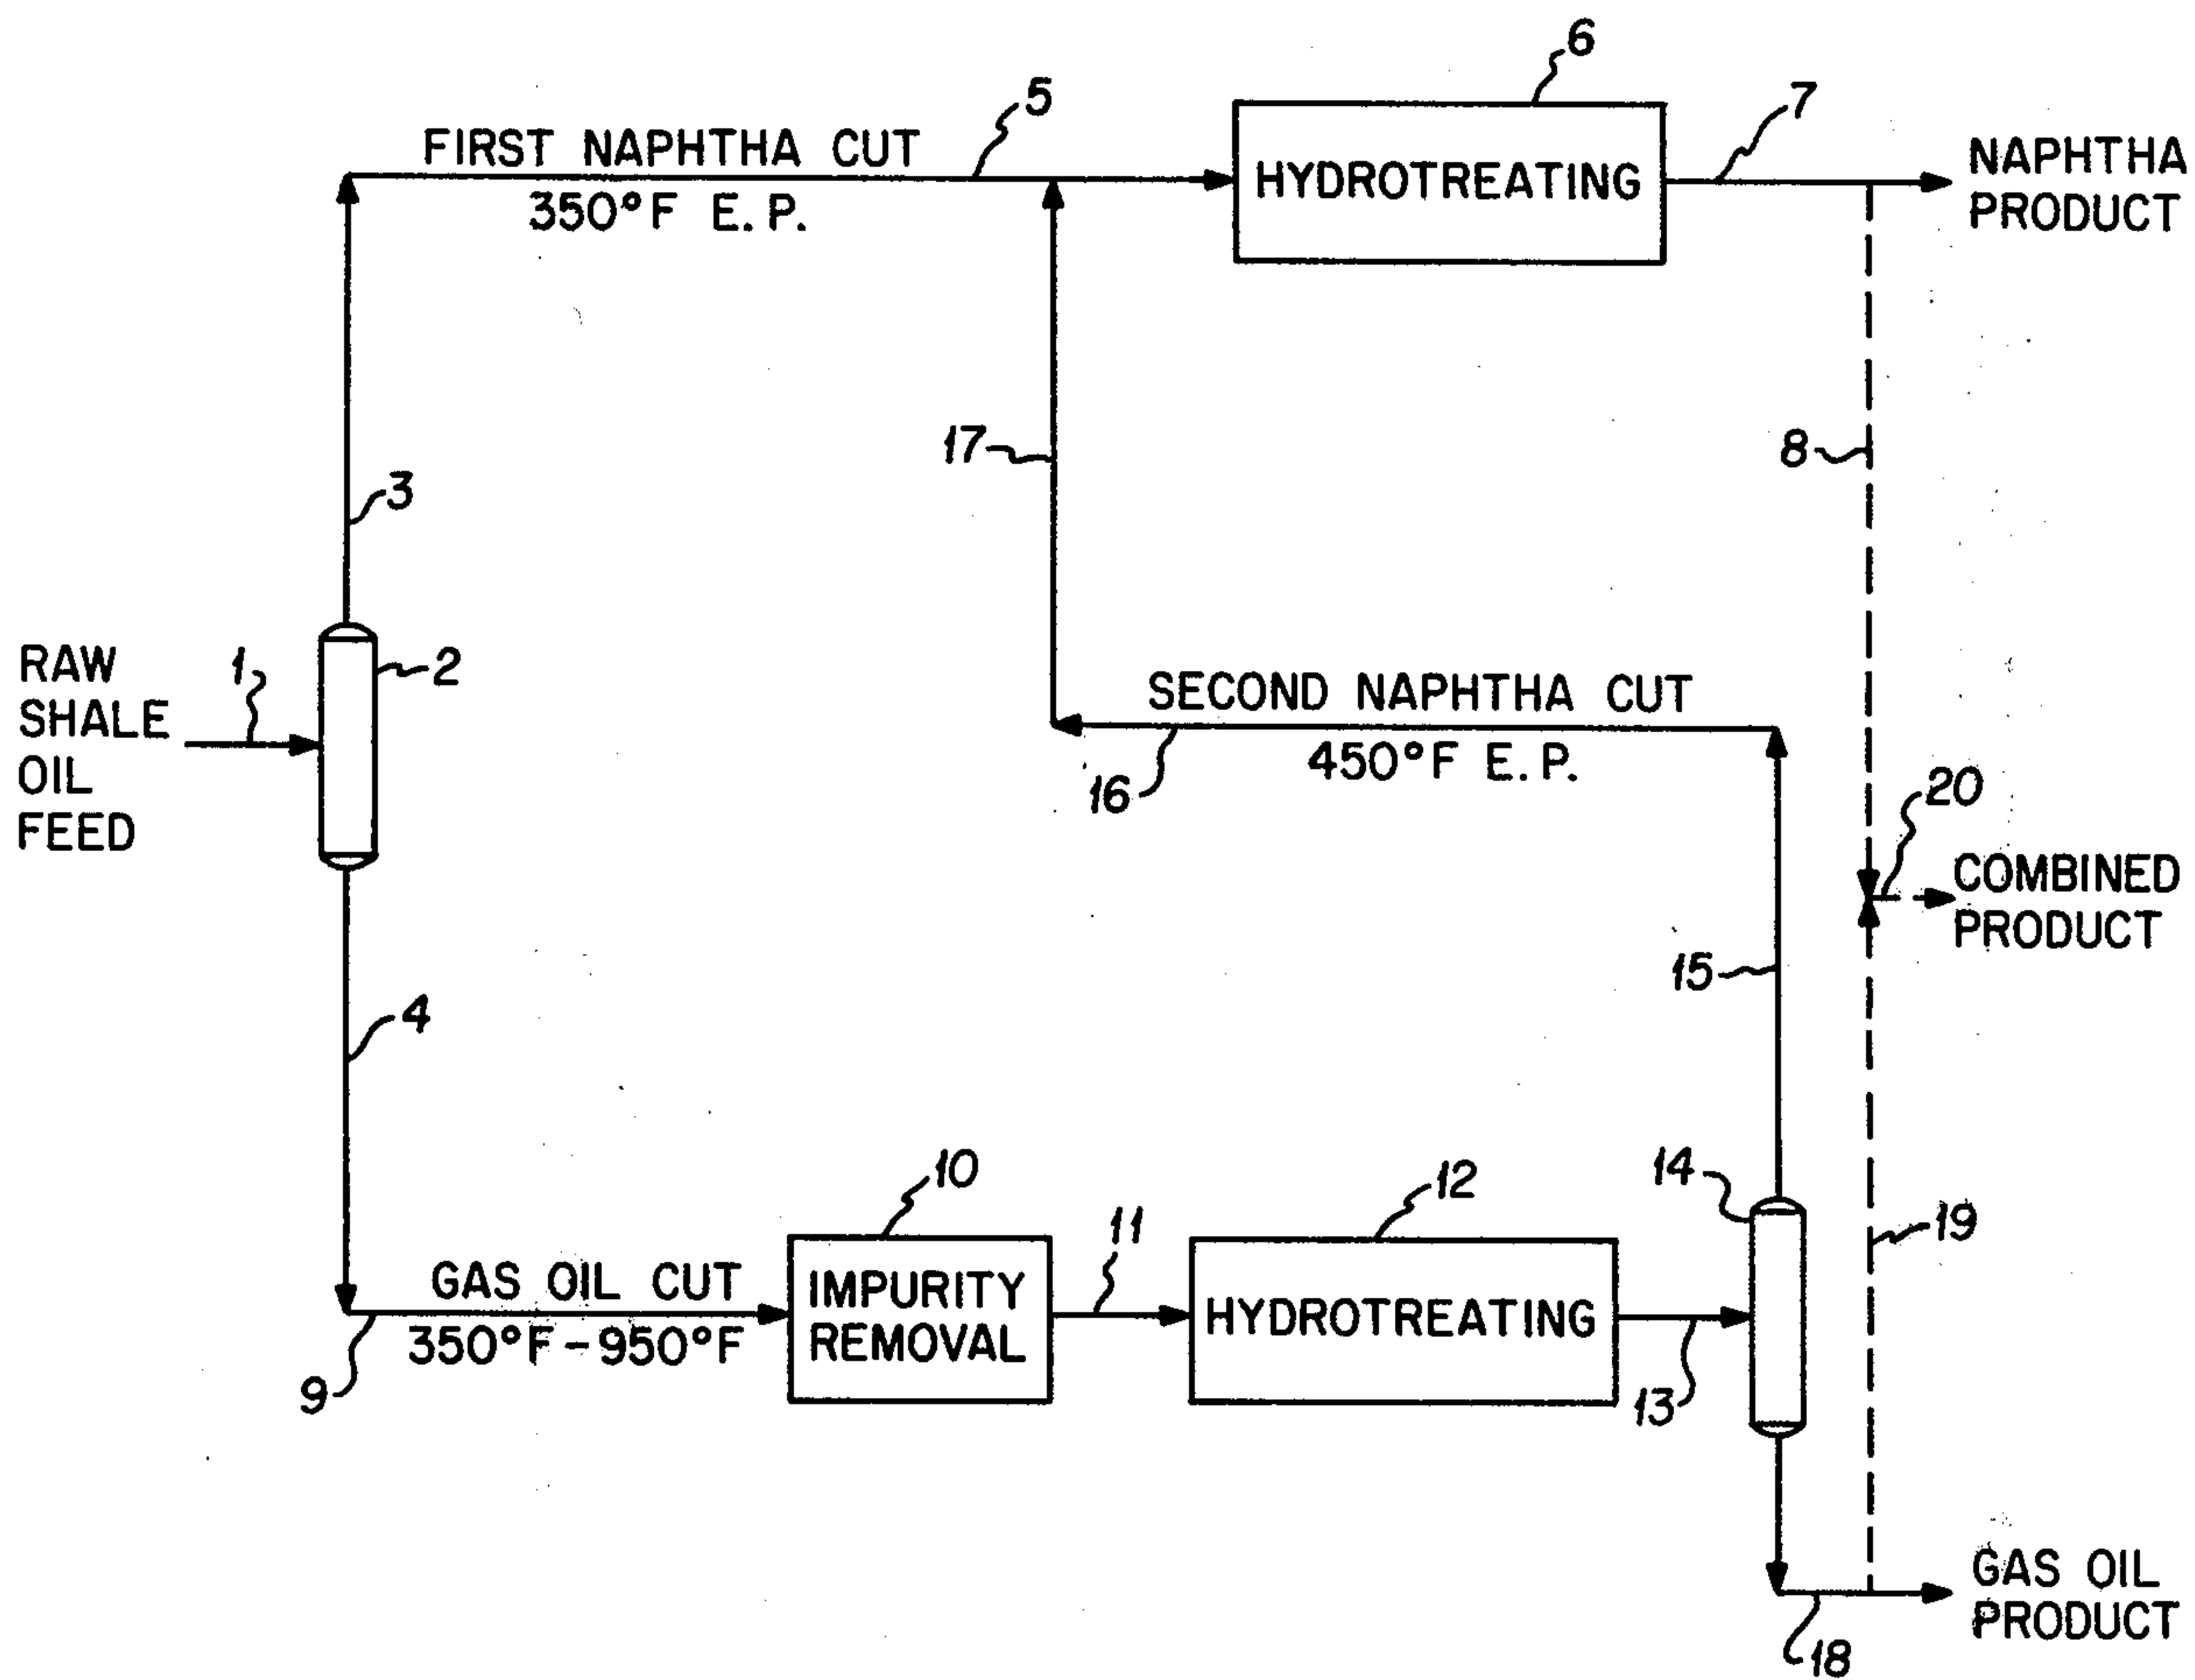 6
5
7
FIRST NAPHTHA CUT
350°F E.P.
HYDROTREATING
NAPHTHA
PRODUCT
17
8
3
RAW
SHALE
OIL
FEED
1
2
SECOND NAPHTHA CUT
450°F E.P.
16
20
COMBINED
PRODUCT
15
4
10
12
14
11
19
GAS OIL CUT
350°F-950°F
IMPURITY
REMOVAL
HYDROTREATING
9
13
GAS OIL
PRODUCT
18